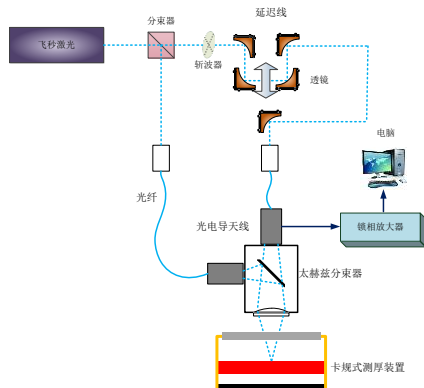 延迟线
分束器
飞秒激光
斩波器
透镜
电脑
光纤
光电导天线
锁相放大器
太赫兹分束器
卡规式测厚装置